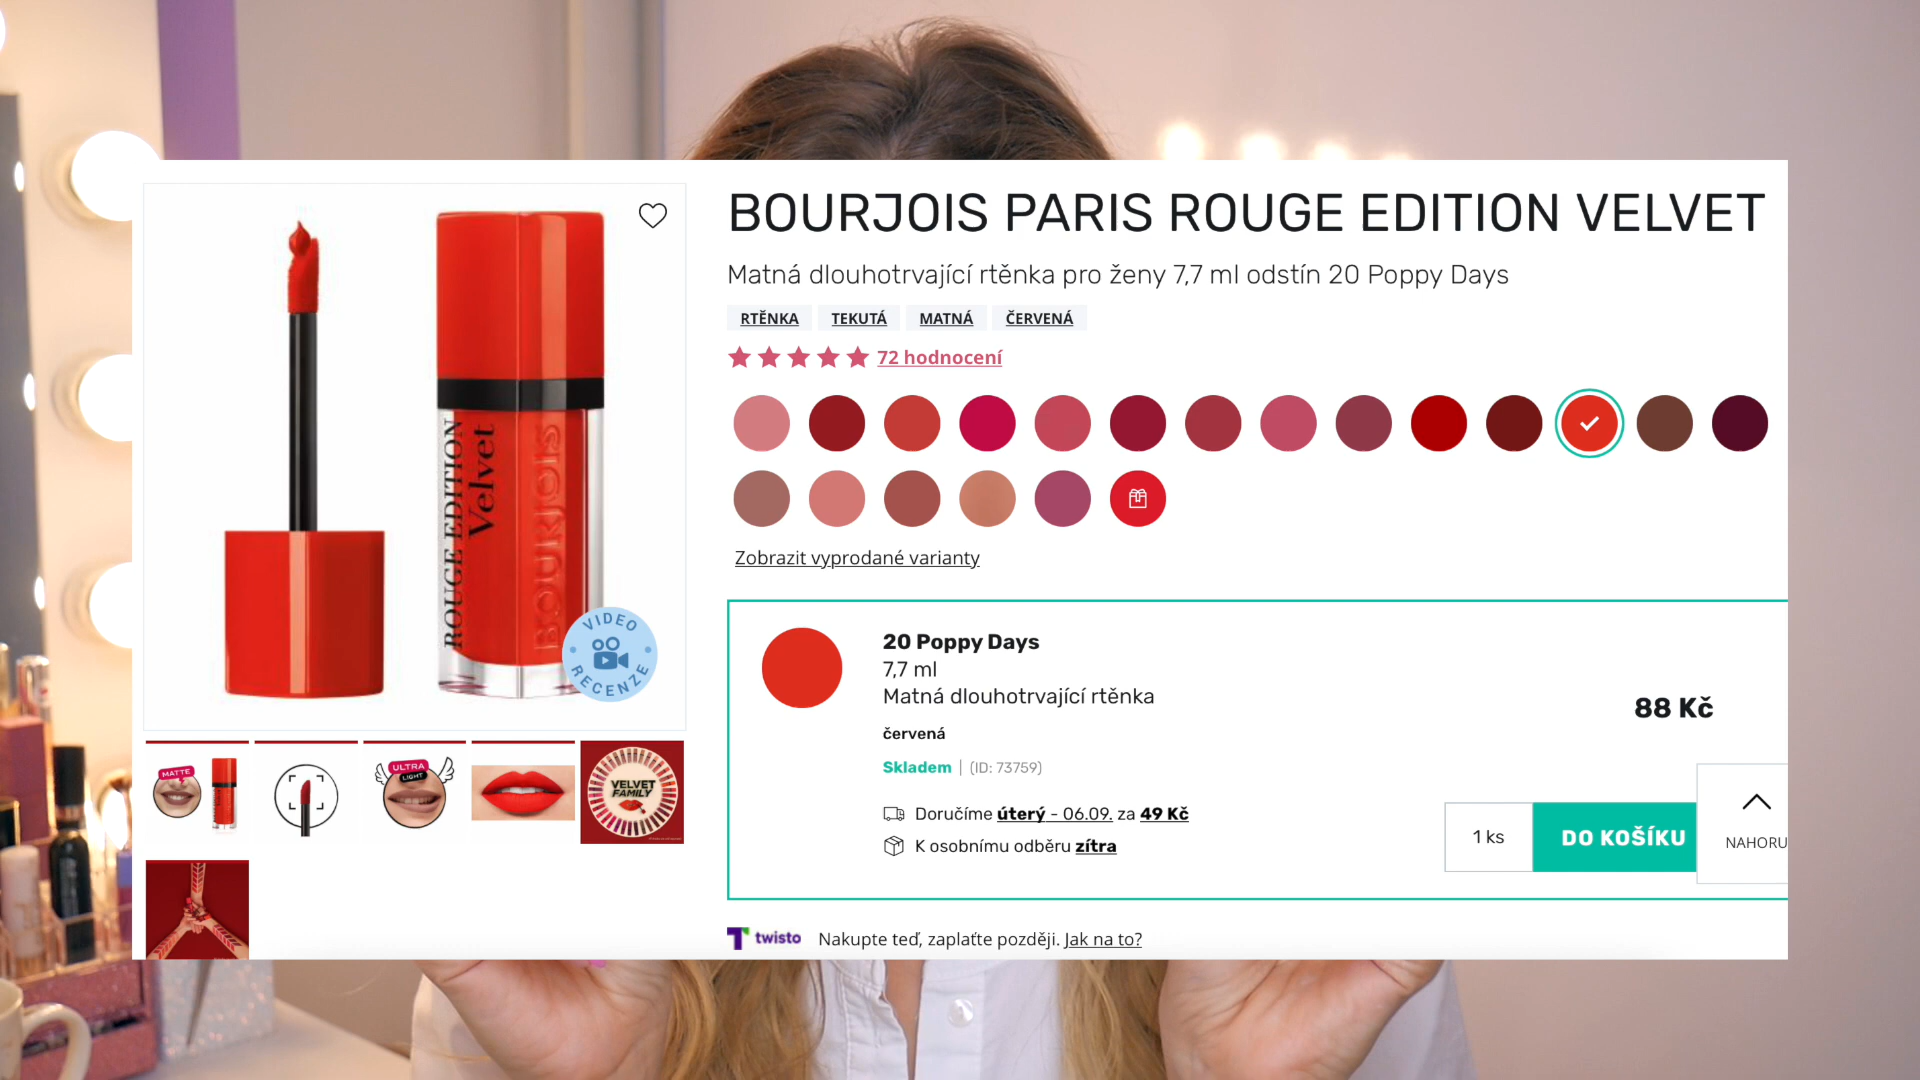 BOURJOIS PARIS ROUGE EDITION VELVET
Matná dlouhotrvající rtěnka pro ženy 7,7 ml odstín 20 Poppy Days
RTĚNKA TEKUTÁ MATNÁ ČERVENÁ
72 hodnocení
Zobrazit vyprodané varianty
20 Poppy Days
7,7 ml
Matná dlouhotrvající rtěnka
88 Kč
červená
Skladem | (ID: 73759)
Doručíme úterý - 06.09. za 49 Kč
K osobnímu odběru zítra
1 ks
DO KOŠÍKU
NAHORU
twisto Nakupte teď, zaplaťte později. Jak na to?
ROUGE EDITION
Velvet
BOURJOIS
VIDEO
RECENZE
MATTE
ULTRA
LIGHT
VELVET
FAMILY